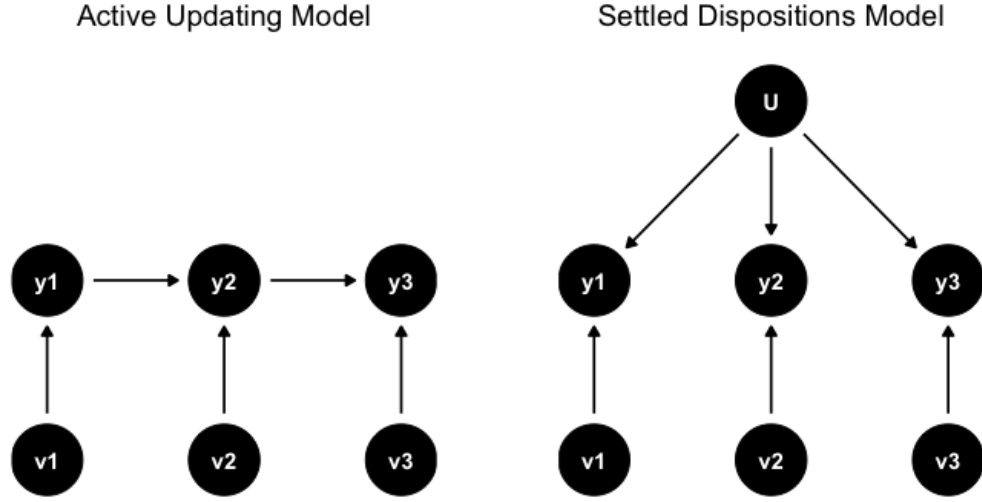 Active Updating Model
Settled Dispositions Model
U
y1 y2 y3
y1 y2 y3
v1 v2 v3
v1 v2 v3